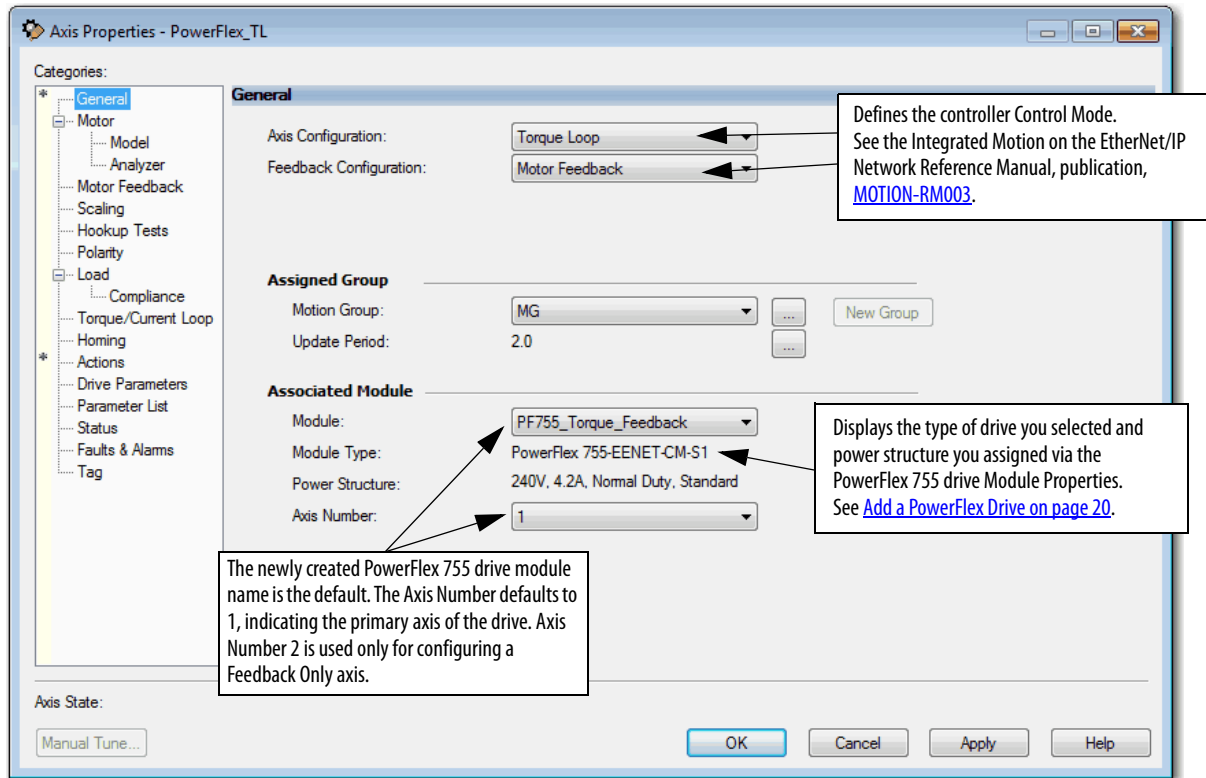 Axis Properties - PowerFlex_TL
Categories:
* General
Motor
Model
Analyzer
Motor Feedback
Scaling
Hookup Tests
Polarity
Load
Compliance
Torque/Current Loop
Homing
* Actions
Drive Parameters
Parameter List
Status
Faults & Alarms
Tag
General
Axis Configuration: Torque Loop
Feedback Configuration: Motor Feedback
Defines the controller Control Mode.
See the Integrated Motion on the EtherNet/IP
Network Reference Manual, publication,
MOTION-RM003.
Assigned Group
Motion Group: MG ... New Group
Update Period: 2.0 ...
Associated Module
Module: PF755_Torque_Feedback
Module Type: PowerFlex 755-EENET-CM-S1
Power Structure: 240V, 4.2A, Normal Duty, Standard
Axis Number: 1
Displays the type of drive you selected and
power structure you assigned via the
PowerFlex 755 drive Module Properties.
See Add a PowerFlex Drive on page 20.
The newly created PowerFlex 755 drive module
name is the default. The Axis Number defaults to
1, indicating the primary axis of the drive. Axis
Number 2 is used only for configuring a
Feedback Only axis.
Axis State:
Manual Tune... OK Cancel Apply Help